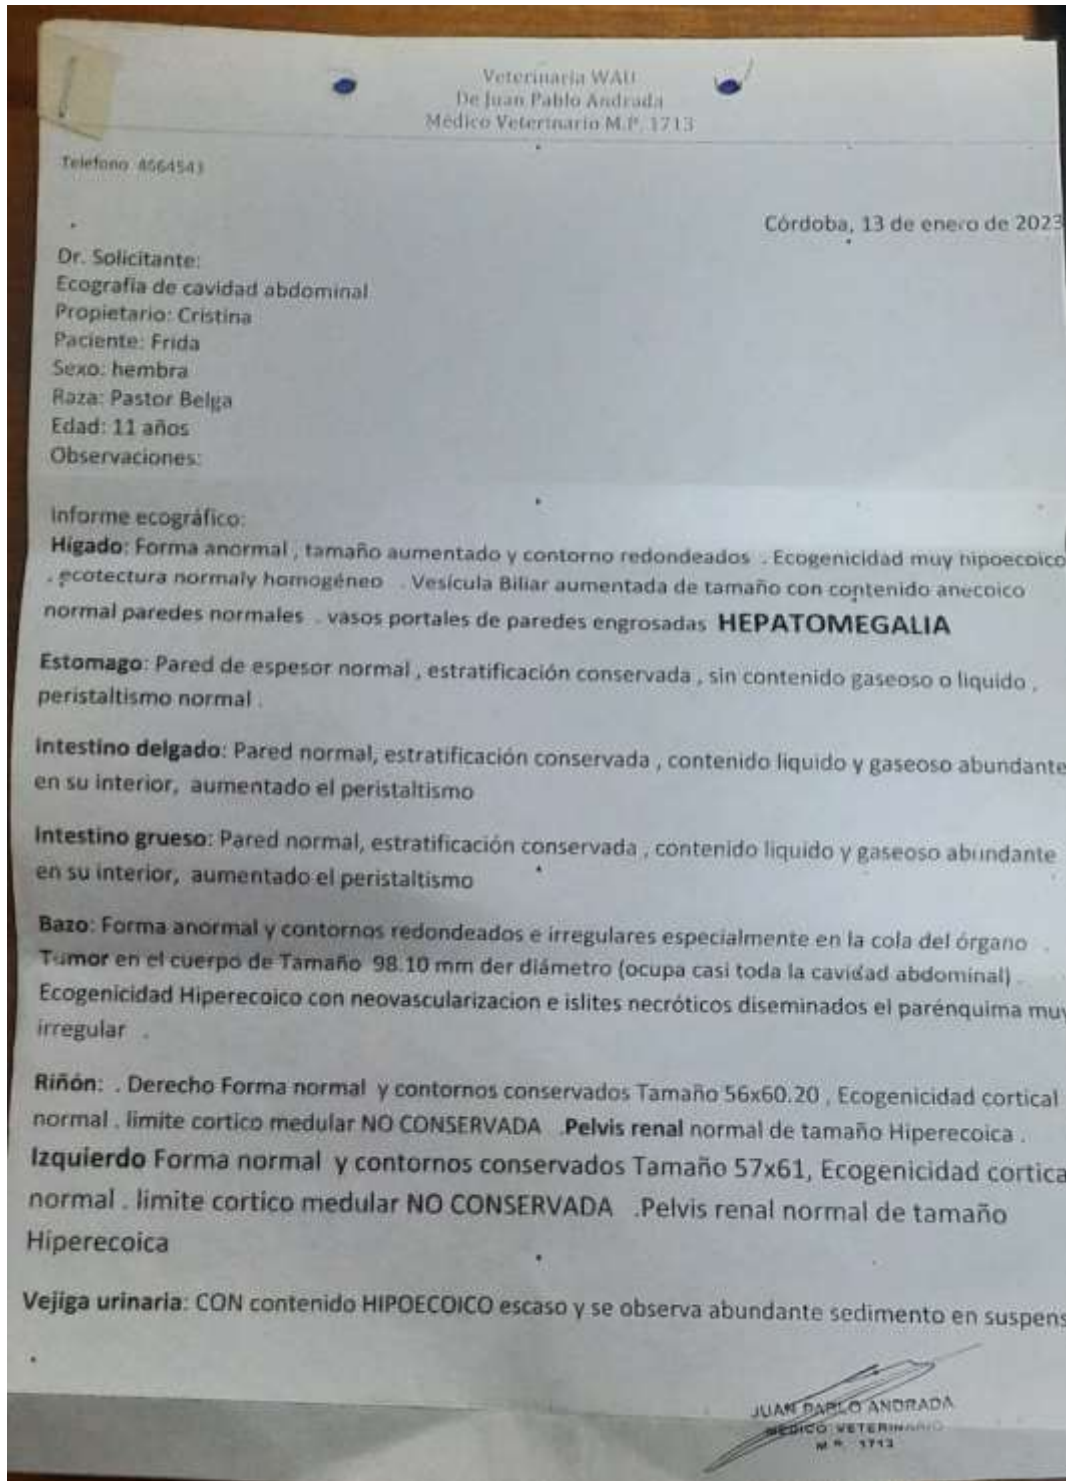 Veterinaria WAU
De Juan Pablo Andrada
Médico Veterinario M.P. 1713
Telefono 4664543
Córdoba, 13 de enero de 2023
Dr. Solicitante:
Ecografía de cavidad abdominal
Propietario: Cristina
Paciente: Frida
Sexo: hembra
Raza: Pastor Belga
Edad: 11 años
Observaciones:
Informe ecográfico:
Hígado: Forma anormal , tamaño aumentado y contorno redondeados . Ecogenicidad muy hipoecoico
. ecotectura normaly homogéneo . Vesícula Biliar aumentada de tamaño con contenido anecoico
normal paredes normales . vasos portales de paredes engrosadas HEPATOMEGALIA
Estomago: Pared de espesor normal , estratificación conservada , sin contenido gaseoso o liquido ,
peristaltismo normal .
Intestino delgado: Pared normal, estratificación conservada , contenido liquido y gaseoso abundante
en su interior, aumentado el peristaltismo
Intestino grueso: Pared normal, estratificación conservada , contenido liquido y gaseoso abundante
en su interior, aumentado el peristaltismo
Bazo: Forma anormal y contornos redondeados e irregulares especialmente en la cola del órgano .
Tumor en el cuerpo de Tamaño 98.10 mm der diámetro (ocupa casi toda la cavidad abdominal) .
Ecogenicidad Hiperecoico con neovascularizacion e islites necróticos diseminados el parénquima muy
irregular .
Riñón: . Derecho Forma normal y contornos conservados Tamaño 56x60.20 , Ecogenicidad cortical
normal . limite cortico medular NO CONSERVADA .Pelvis renal normal de tamaño Hiperecoica .
Izquierdo Forma normal y contornos conservados Tamaño 57x61, Ecogenicidad cortica
normal . limite cortico medular NO CONSERVADA .Pelvis renal normal de tamaño
Hiperecoica
Vejiga urinaria: CON contenido HIPOECOICO escaso y se observa abundante sedimento en suspens
JUAN PABLO ANDRADA
MEDICO VETERINARIO
M.P. 1713